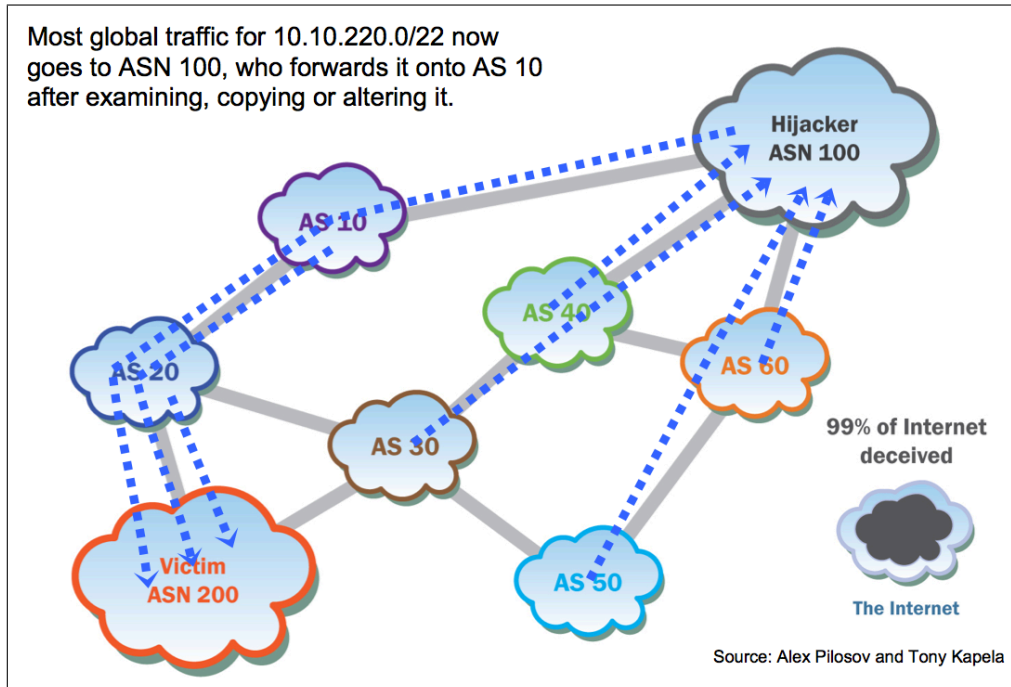 Most global traffic for 10.10.220.0/22 now
goes to ASN 100, who forwards it onto AS 10
after examining, copying or altering it.
Hijacker
ASN 100
AS 10
AS 40
AS 20
AS 60
AS 30
99% of Internet
deceived
Victim
ASN 200
AS 50
The Internet
Source: Alex Pilosov and Tony Kapela